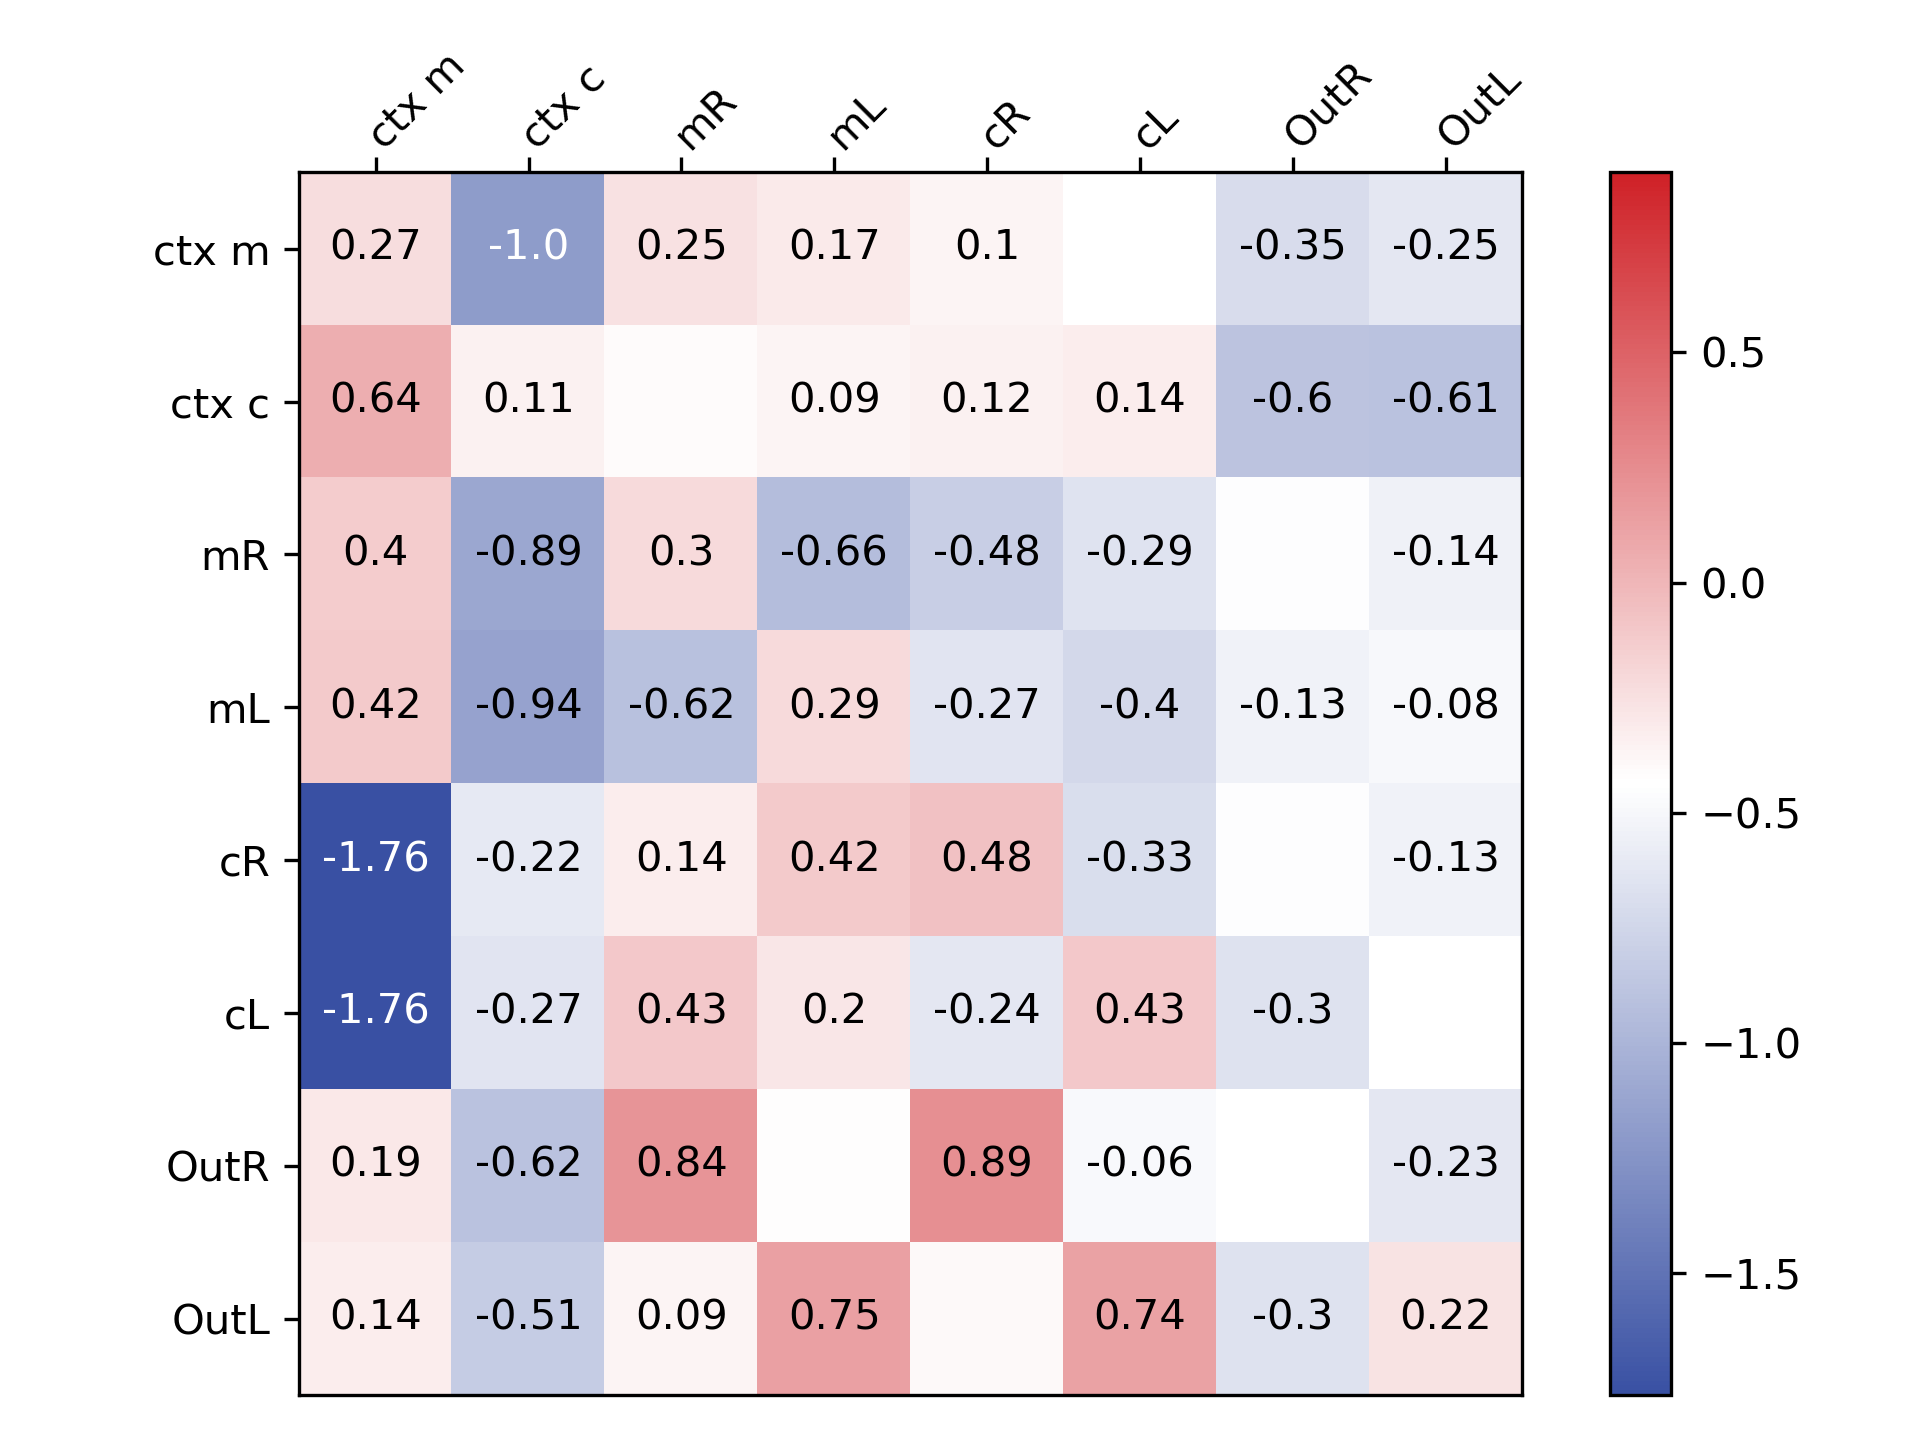 ctx m ctx c mR mL cR cL OutR OutL
ctx m 0.27 -1.0 0.25 0.17 0.1 -0.35 -0.25
ctx c 0.64 0.11 0.09 0.12 0.14 -0.6 -0.61
mR 0.4 -0.89 0.3 -0.66 -0.48 -0.29 -0.14
mL 0.42 -0.94 -0.62 0.29 -0.27 -0.4 -0.13 -0.08
cR -1.76 -0.22 0.14 0.42 0.48 -0.33 -0.13
cL -1.76 -0.27 0.43 0.2 -0.24 0.43 -0.3
OutR 0.19 -0.62 0.84 0.89 -0.06 -0.23
OutL 0.14 -0.51 0.09 0.75 0.74 -0.3 0.22
0.5
0.0
−0.5
−1.0
−1.5